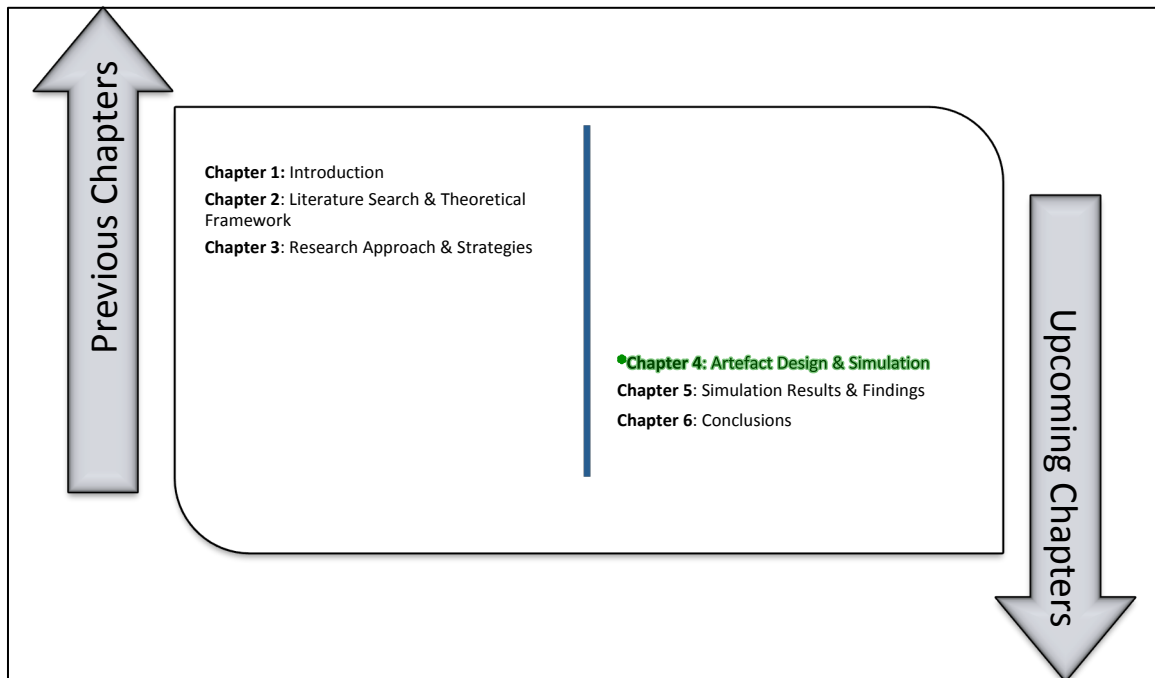 Previous Chapters
Chapter 1: Introduction
Chapter 2: Literature Search & Theoretical
Framework
Chapter 3: Research Approach & Strategies
Chapter 4: Artefact Design & Simulation
Chapter 5: Simulation Results & Findings
Chapter 6: Conclusions
Upcoming Chapters